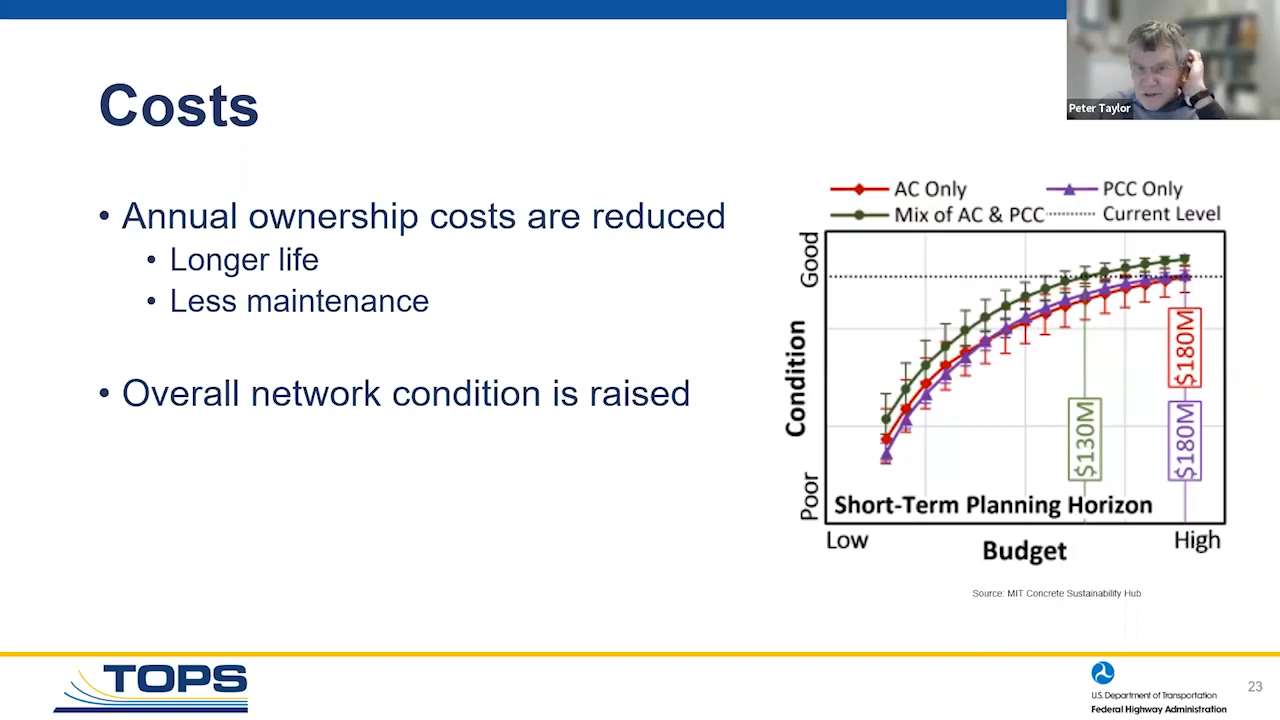 Peter Taylor
Costs
• Annual ownership costs are reduced
• Longer life
• Less maintenance
• Overall network condition is raised
AC Only
PCC Only
Mix of AC & PCC
Current Level
Good
Condition
Poor
$130M
$180M
$180M
Short-Term Planning Horizon
Low
Budget
High
Source: MIT Concrete Sustainability Hub
TOPS
U.S. Department of Transportation
Federal Highway Administration
23